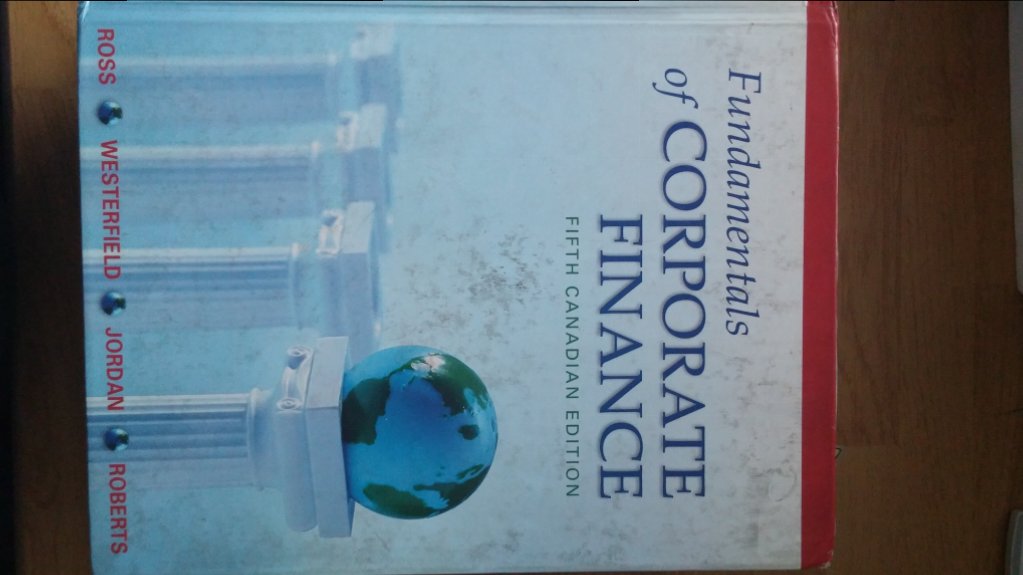 Fundamentals
of CORPORATE
FINANCE
FIFTH CANADIAN EDITION
ROSS WESTERFIELD JORDAN ROBERTS